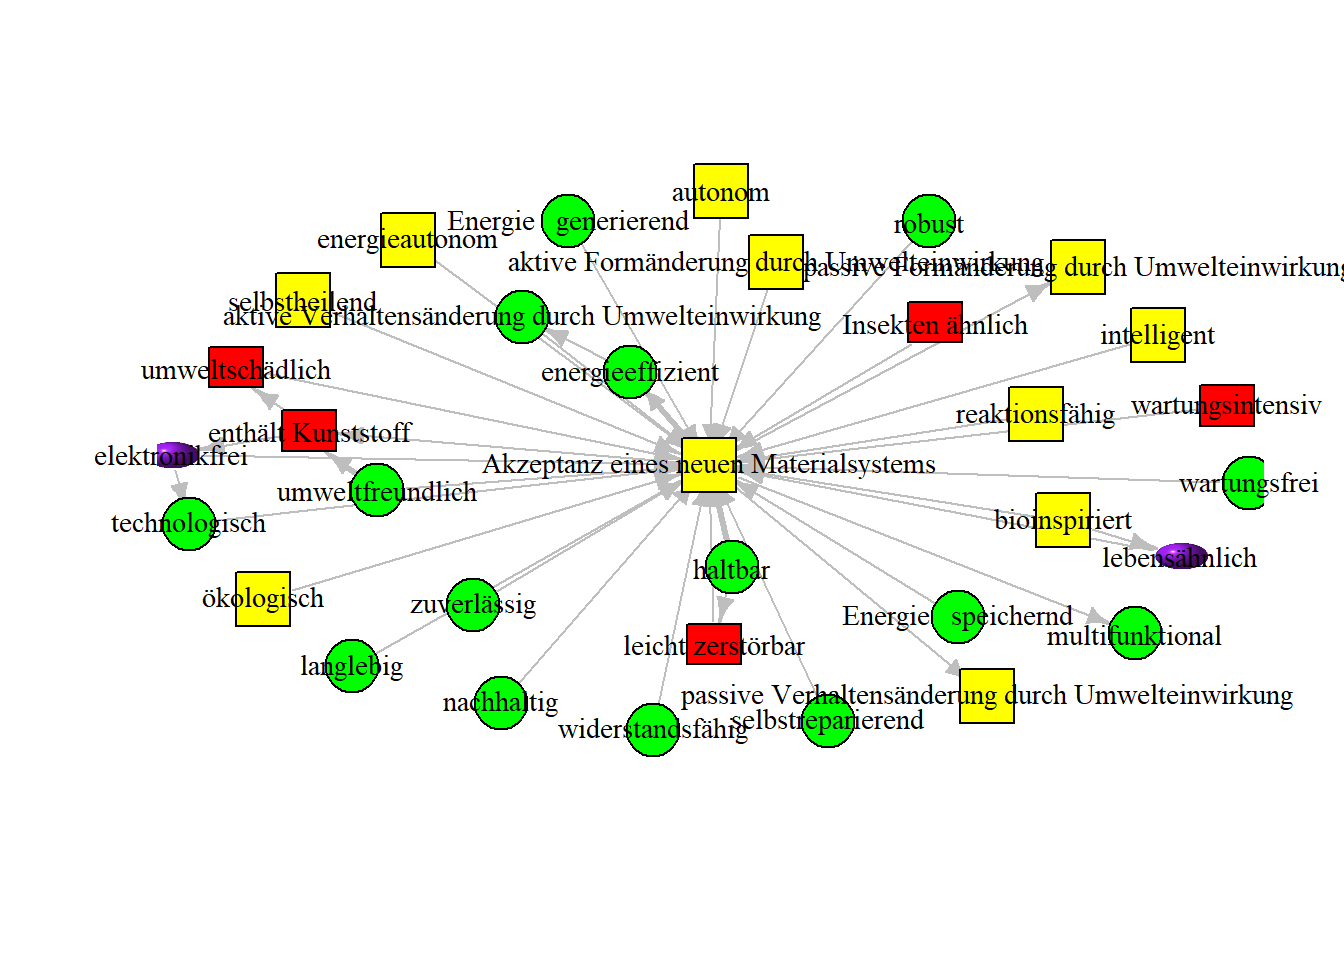 autonom
Energie generierend
robust
energieautonom
aktive Formänderung durch Umwelteinwirkung
passive Formänderung durch Umwelteinwirkung
selbstheilend
aktive Verhaltensänderung durch Umwelteinwirkung
Insekten ähnlich
intelligent
umweltschädlich
energieeffizient
wartungsintensiv
reaktionsfähig
enthält Kunststoff
elektronikfrei
Akzeptanz eines neuen Materialsystems
wartungsfrei
umweltfreundlich
technologisch
bioinspiriert
lebensähnlich
haltbar
ökologisch
zuverlässig
Energie speichernd
multifunktional
leicht zerstörbar
langlebig
passive Verhaltensänderung durch Umwelteinwirkung
nachhaltig
selbstreparierend
widerstandsfähig